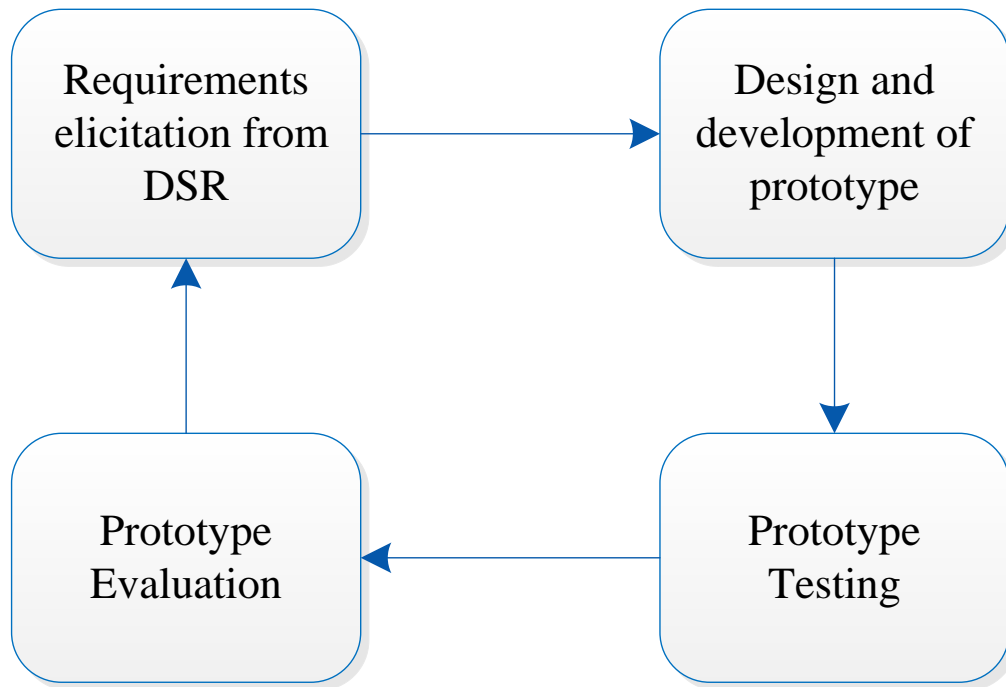 Requirements
elicitation from
DSR
Design and
development of
prototype
Prototype
Evaluation
Prototype
Testing